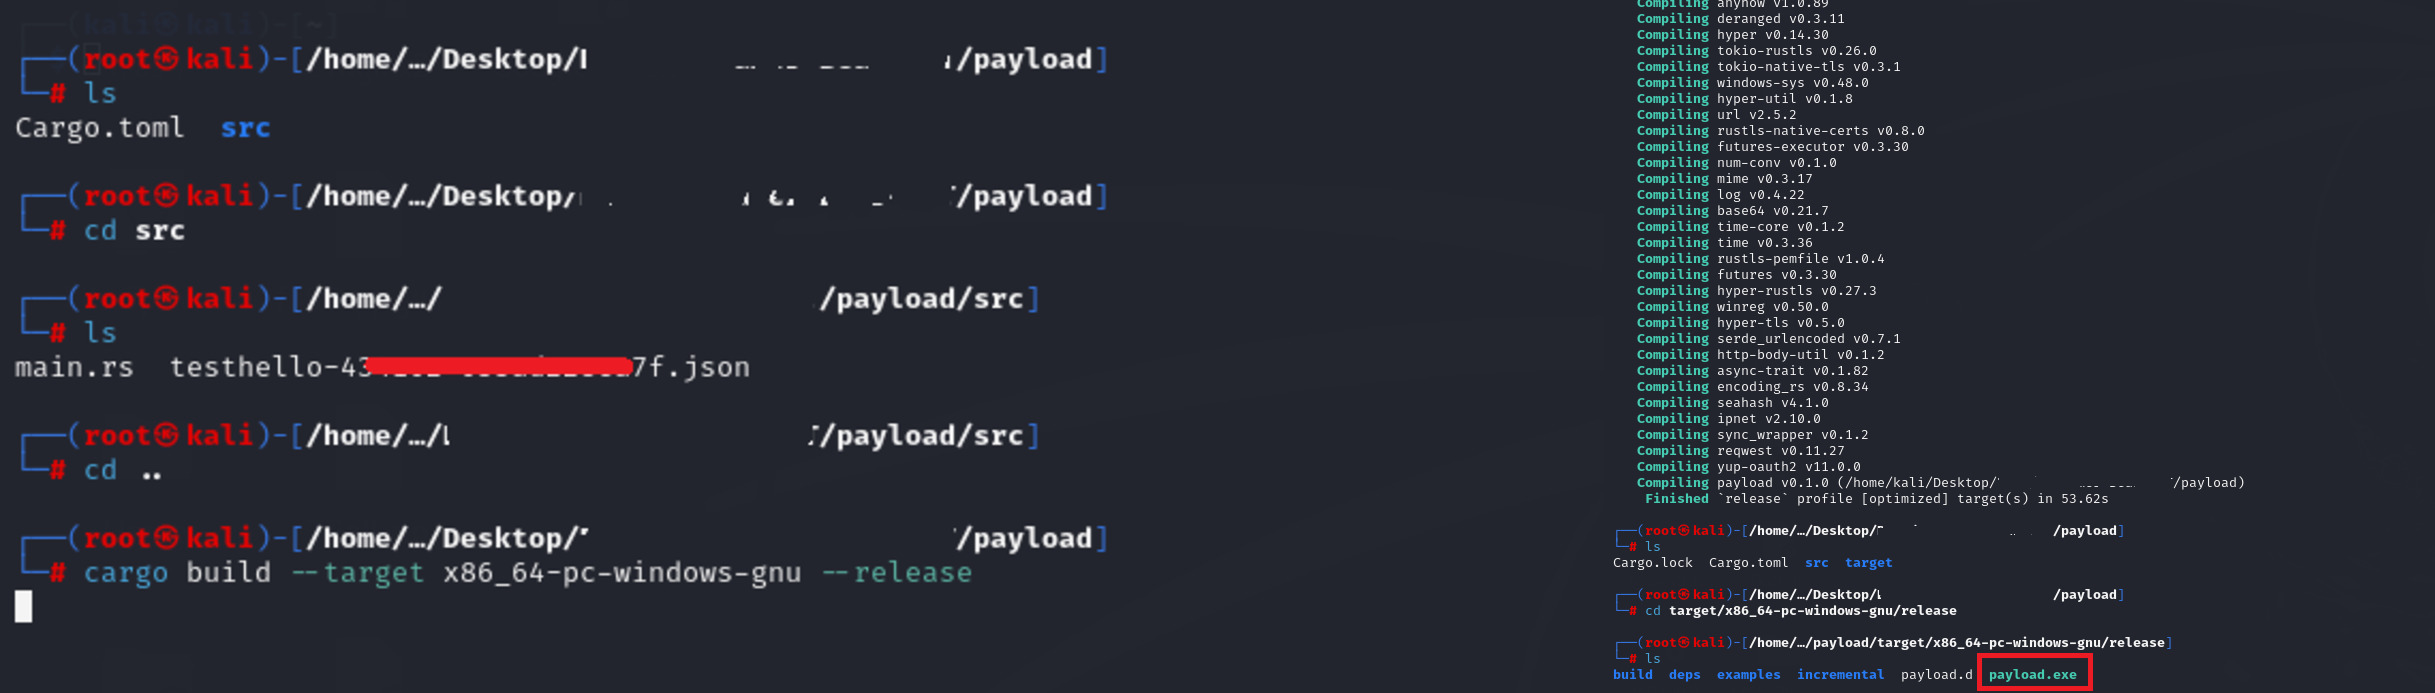 (kali㉿kali)-[~]
┌──(root㉿kali)-[/home/…/Desktop/ /payload]
└─# ls
Cargo.toml  src
┌──(root㉿kali)-[/home/…/Desktop/ /payload]
└─# cd src
┌──(root㉿kali)-[/home/…/ /payload/src]
└─# ls
main.rs  testhello-43 7f.json
┌──(root㉿kali)-[/home/…/ /payload/src]
└─# cd ..
┌──(root㉿kali)-[/home/…/Desktop/ /payload]
└─# cargo build --target x86_64-pc-windows-gnu --release
Compiling anyhow v1.0.89
Compiling deranged v0.3.11
Compiling hyper v0.14.30
Compiling tokio-rustls v0.26.0
Compiling tokio-native-tls v0.3.1
Compiling windows-sys v0.48.0
Compiling hyper-util v0.1.8
Compiling url v2.5.2
Compiling rustls-native-certs v0.8.0
Compiling futures-executor v0.3.30
Compiling num-conv v0.1.0
Compiling mime v0.3.17
Compiling log v0.4.22
Compiling base64 v0.21.7
Compiling time-core v0.1.2
Compiling time v0.3.36
Compiling rustls-pemfile v1.0.4
Compiling futures v0.3.30
Compiling hyper-rustls v0.27.3
Compiling winreg v0.50.0
Compiling hyper-tls v0.5.0
Compiling serde_urlencoded v0.7.1
Compiling http-body-util v0.1.2
Compiling async-trait v0.1.82
Compiling encoding_rs v0.8.34
Compiling seahash v4.1.0
Compiling ipnet v2.10.0
Compiling sync_wrapper v0.1.2
Compiling reqwest v0.11.27
Compiling yup-oauth2 v11.0.0
Compiling payload v0.1.0 (/home/kali/Desktop/ /payload)
Finished `release` profile [optimized] target(s) in 53.62s
┌──(root㉿kali)-[/home/…/Desktop/ /payload]
└─# ls
Cargo.lock  Cargo.toml  src  target
┌──(root㉿kali)-[/home/…/Desktop/ /payload]
└─# cd target/x86_64-pc-windows-gnu/release
┌──(root㉿kali)-[/home/…/payload/target/x86_64-pc-windows-gnu/release]
└─# ls
build  deps  examples  incremental  payload.d  payload.exe